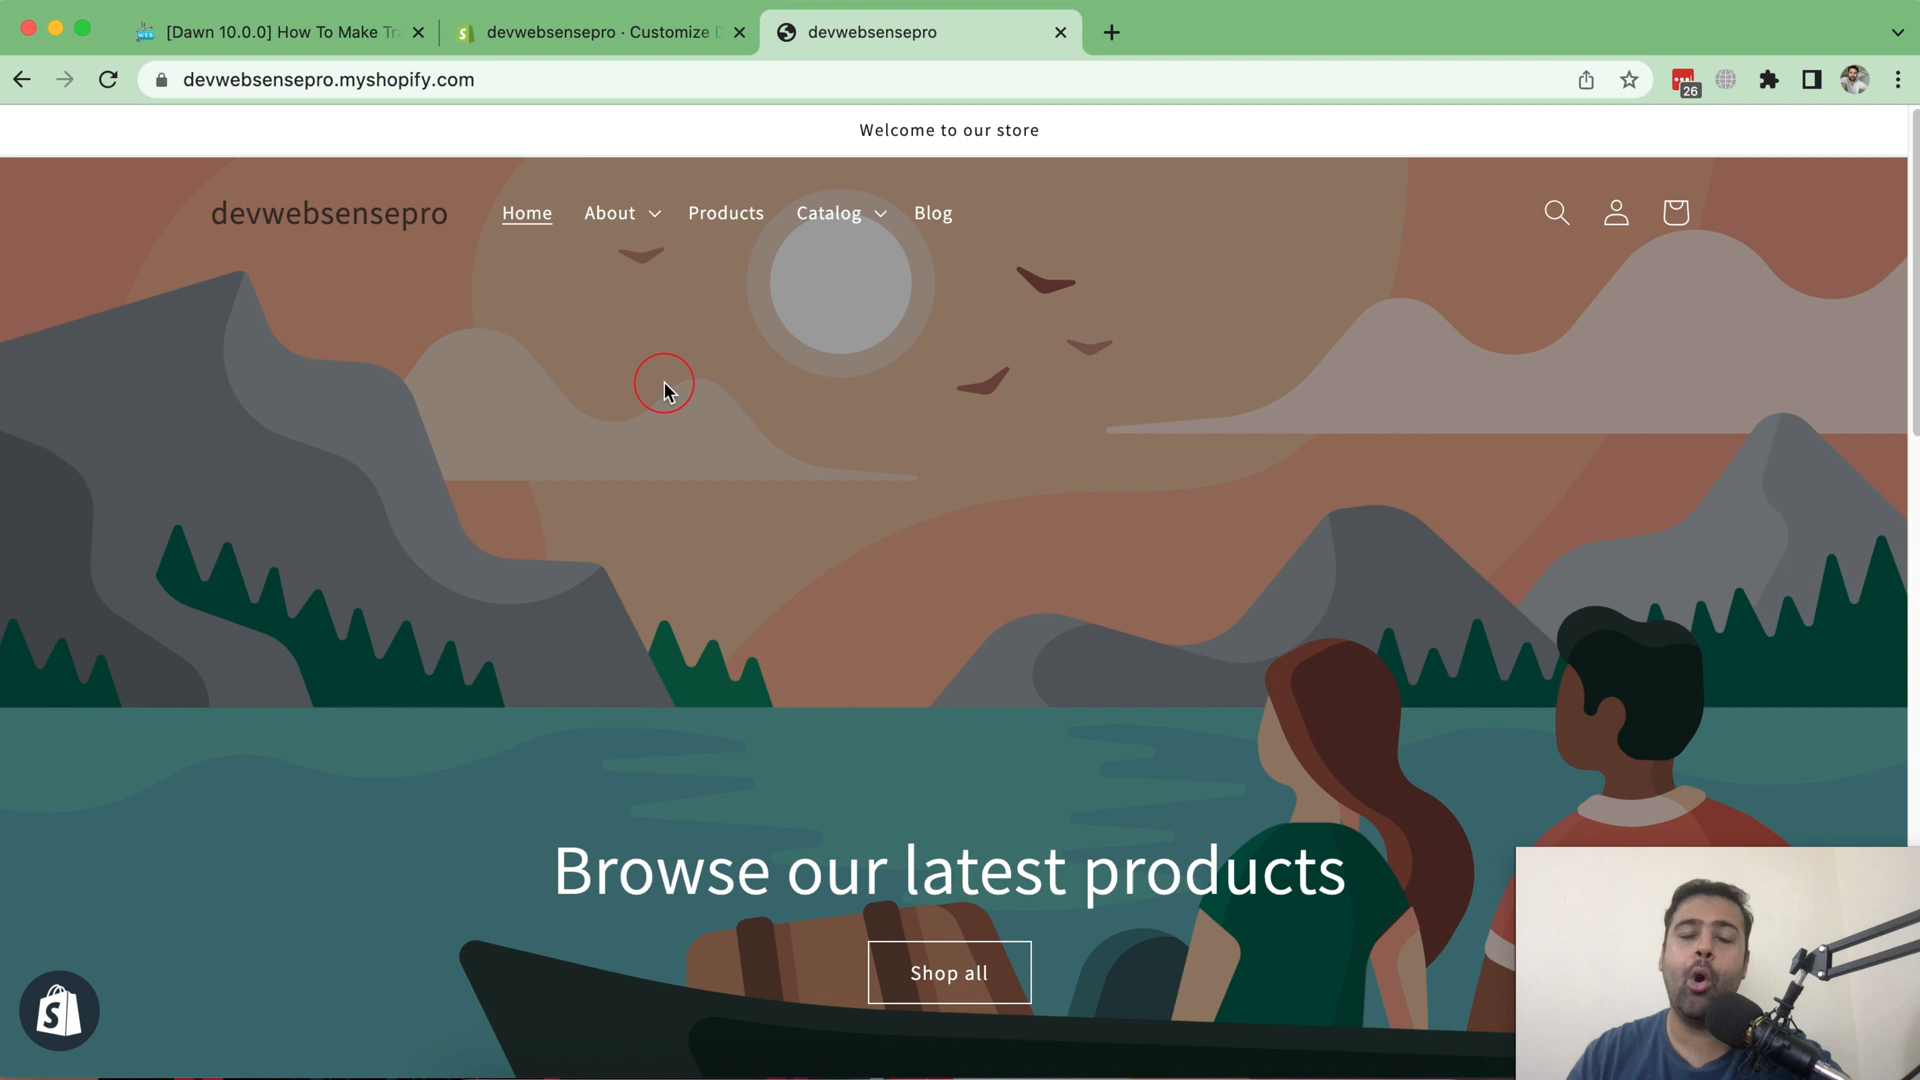 [Dawn 10.0.0] How To Make Tr
devwebsensepro · Customize D
devwebsensepro
devwebsensepro.myshopify.com
26
Welcome to our store
devwebsensepro
Home
About
Products
Catalog
Blog
Browse our latest products
Shop all